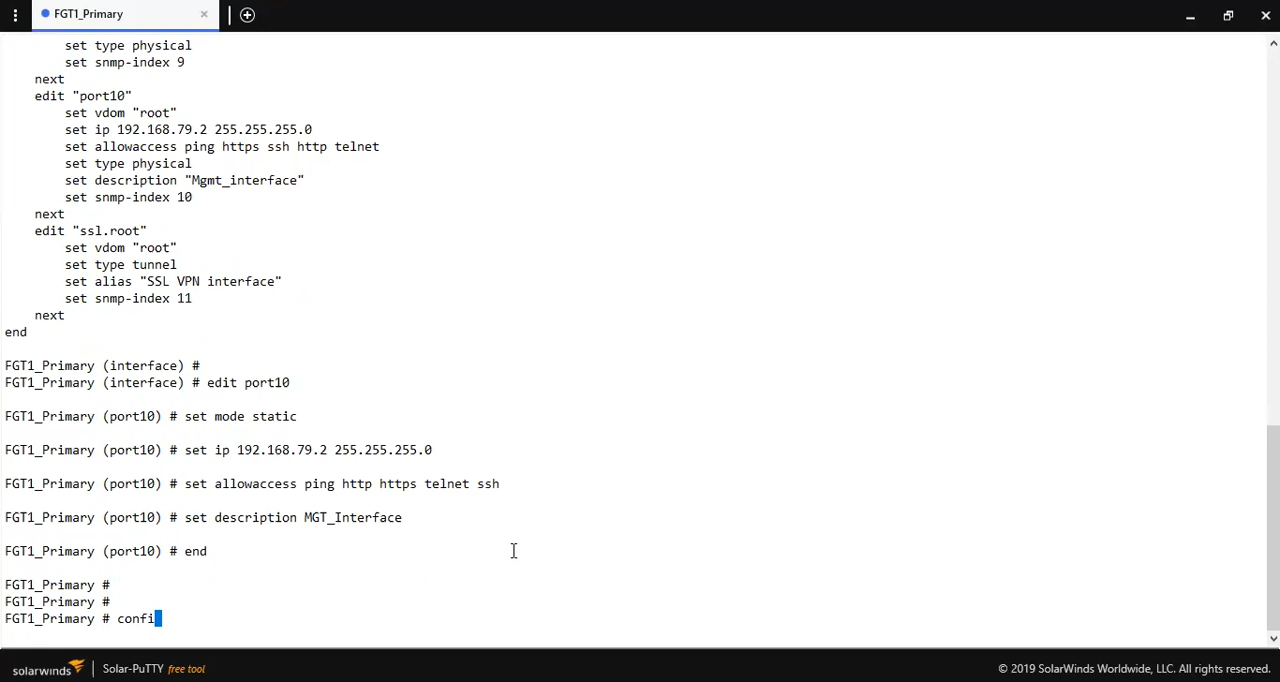 FGT1_Primary
set type physical
set snmp-index 9
next
edit "port10"
set vdom "root"
set ip 192.168.79.2 255.255.255.0
set allowaccess ping https ssh http telnet
set type physical
set description "Mgmt_interface"
set snmp-index 10
next
edit "ssl.root"
set vdom "root"
set type tunnel
set alias "SSL VPN interface"
set snmp-index 11
next
end
FGT1_Primary (interface) #
FGT1_Primary (interface) # edit port10
FGT1_Primary (port10) # set mode static
FGT1_Primary (port10) # set ip 192.168.79.2 255.255.255.0
FGT1_Primary (port10) # set allowaccess ping http https telnet ssh
FGT1_Primary (port10) # set description MGT_Interface
FGT1_Primary (port10) # end
FGT1_Primary #
FGT1_Primary #
FGT1_Primary # confi
solarwinds Solar-PuTTY free tool © 2019 SolarWinds Worldwide, LLC. All rights reserved.